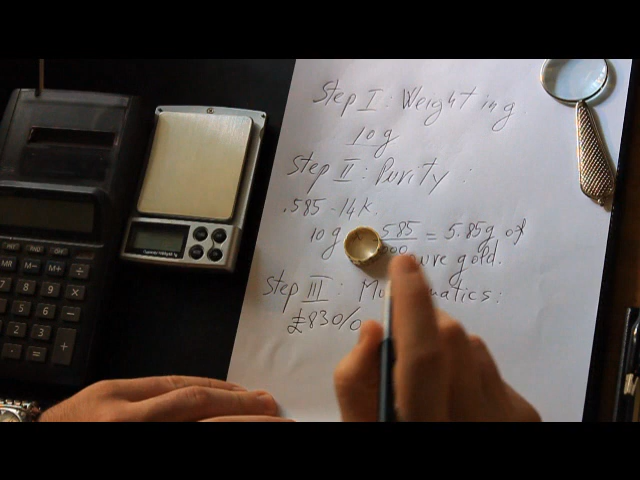 Step I: Weighting
10g
Step II: Purity:
.585 - 14K.
10g 585 = 5.85g of
pure gold.
Step III: Mathematics:
£830/0
M+ M-